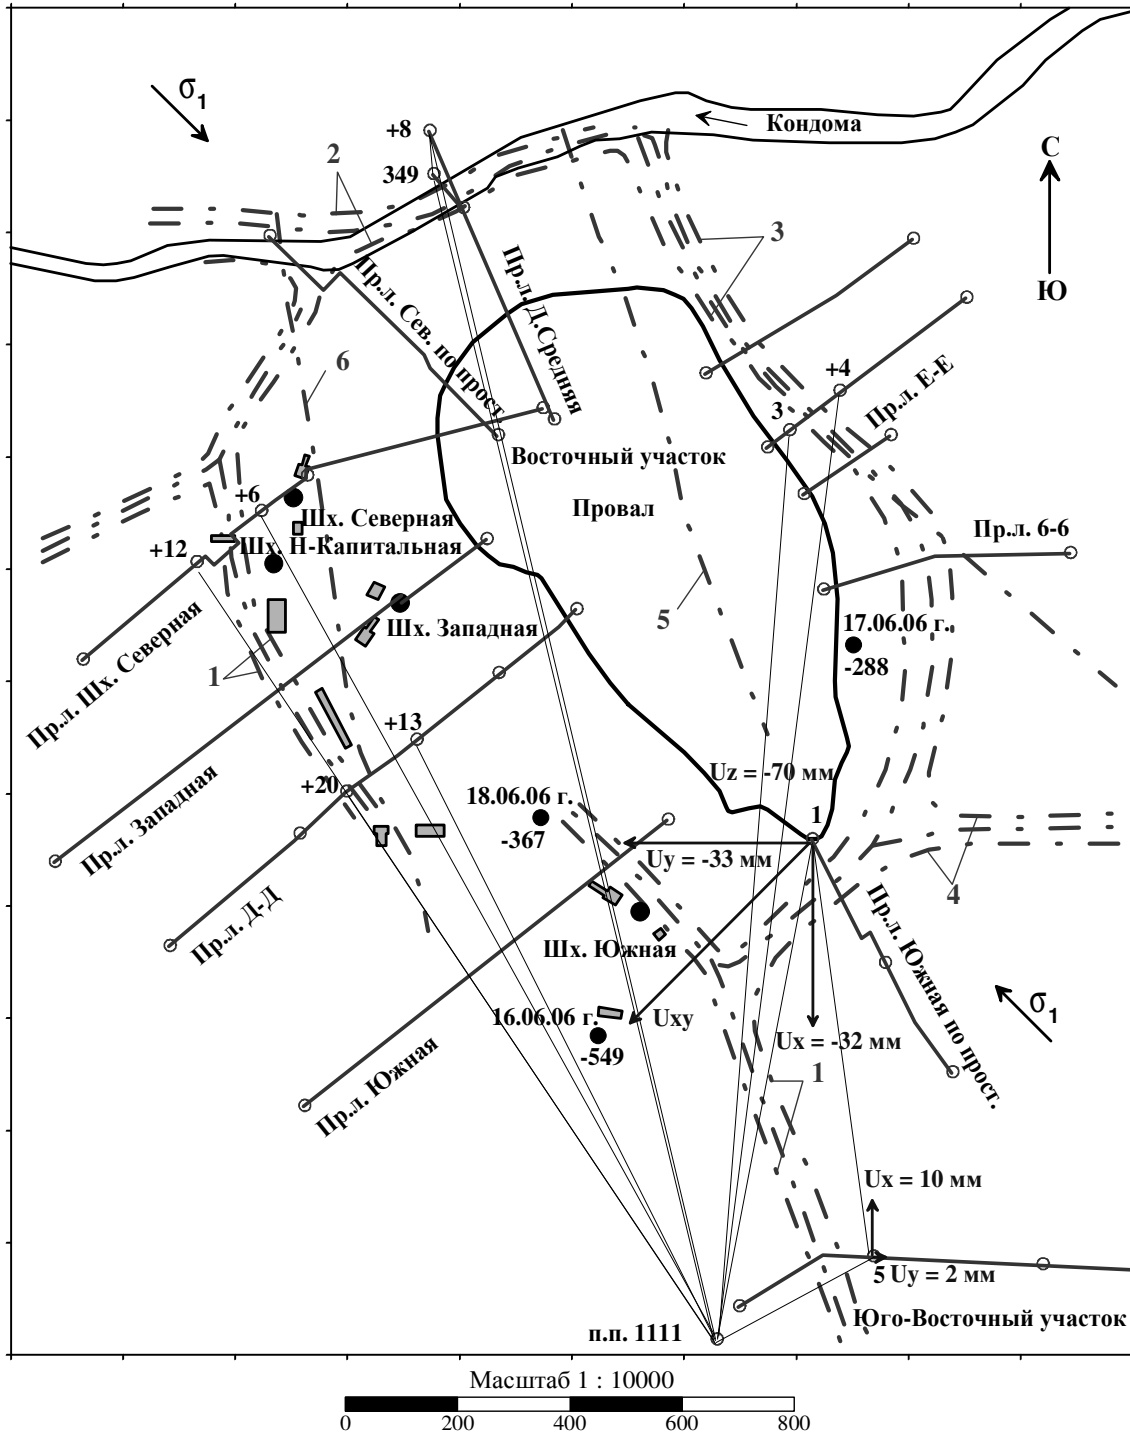 σ1
+8
Кондома
2
349
С
3
Ю
Пр.л. Сев. по прост
Пр.л. Д.Средняя
6
+4
3
Пр.л. Е-Е
Восточный участок
+6
Провал
Шх. Северная
Пр.л. 6-6
+12
Шх. Н-Капитальная
17.06.06 г.
-288
5
Шх. Западная
1
Пр.л. Шх. Северная
+13
Uz = -70 мм
+20
18.06.06 г.
-367
1
Пр.л. Западная
Uy = -33 мм
4
Пр.л. Д-Д
Шх. Южная
Пр.л. Южная по прост.
σ1
16.06.06 г.
-549
Uxy
Ux = -32 мм
Пр.л. Южная
1
Ux = 10 мм
5 Uy = 2 мм
Юго-Восточный участок
п.п. 1111
Масштаб 1 : 10000
0 200 400 600 800